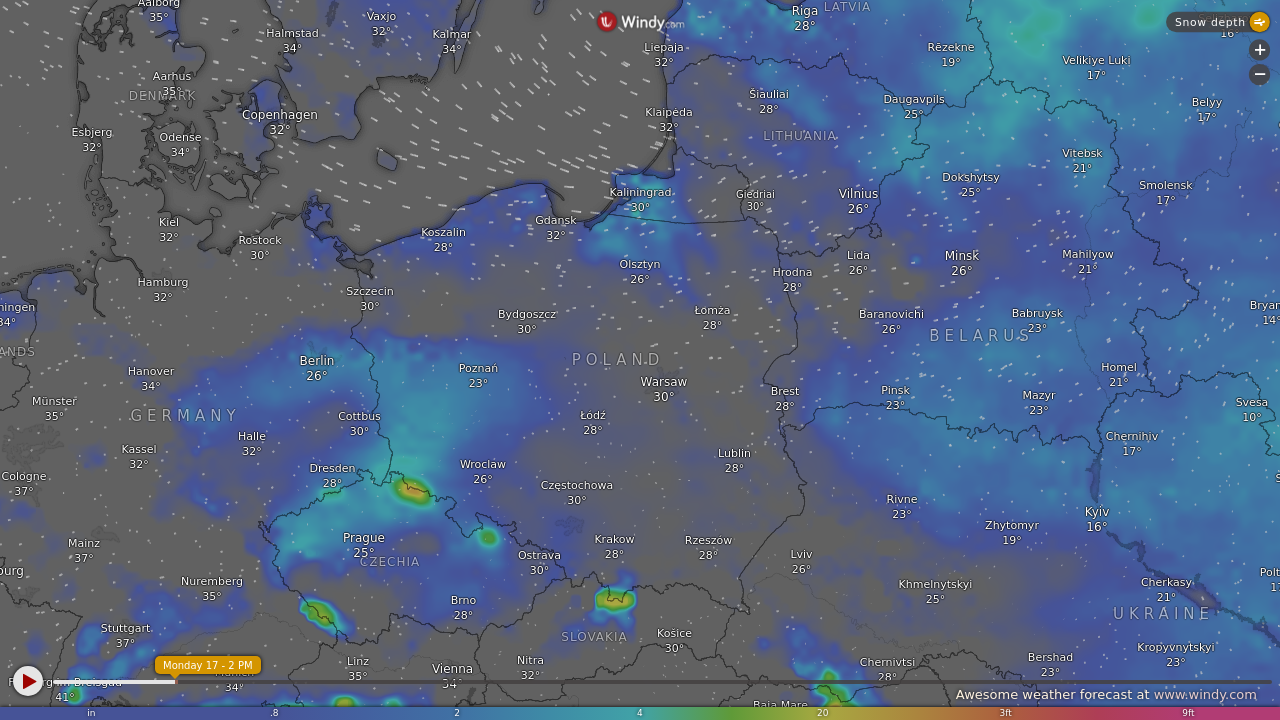 Aalborg
35°
Vaxjo
32°
Riga
28°
LATVIA
Windy.com
Snow depth
16°
Halmstad
34°
Kalmar
34°
Liepaja
32°
Rēzekne
19°
Velikiye Luki
17°
Aarhus
35°
DENMARK
Šiauliai
28°
Daugavpils
25°
Belyy
17°
Copenhagen
32°
Klaipėda
32°
LITHUANIA
Esbjerg
32°
Odense
34°
Vitebsk
21°
Kaliningrad
30°
Giedriai
30°
Vilnius
26°
Dokshytsy
25°
Smolensk
17°
Kiel
32°
Rostock
30°
Koszalin
28°
Gdansk
32°
Olsztyn
26°
Hrodna
28°
Lida
26°
Minsk
26°
Mahilyow
21°
Hamburg
32°
Szczecin
30°
Bydgoszcz
30°
Łomża
28°
Baranovichi
26°
Babruysk
23°
BELARUS
POLAND
Berlin
26°
Hanover
34°
Poznań
23°
Warsaw
30°
Brest
28°
Pinsk
23°
Homel
21°
Mazyr
23°
Svesa
10°
Münster
35°
GERMANY
Cottbus
30°
Łódź
28°
Halle
32°
Kassel
32°
Chernihiv
17°
Cologne
37°
Dresden
28°
Wroclaw
26°
Lublin
28°
Częstochowa
30°
Rivne
23°
Kyiv
16°
Zhytomyr
19°
Mainz
37°
Prague
25°
CZECHIA
Ostrava
30°
Krakow
28°
Rzeszów
28°
Lviv
26°
Nuremberg
35°
Brno
28°
Khmelnytskyi
25°
Cherkasy
21°
UKRAINE
Stuttgart
37°
SLOVAKIA
Košice
30°
Kropyvnytskyi
23°
Linz
35°
Vienna
34°
Nitra
32°
Chernivtsi
28°
Bershad
23°
Monday 17 - 2 PM
34°
41°
Baia Mare
Awesome weather forecast at www.windy.com
in .8 2 4 20 3ft 9ft